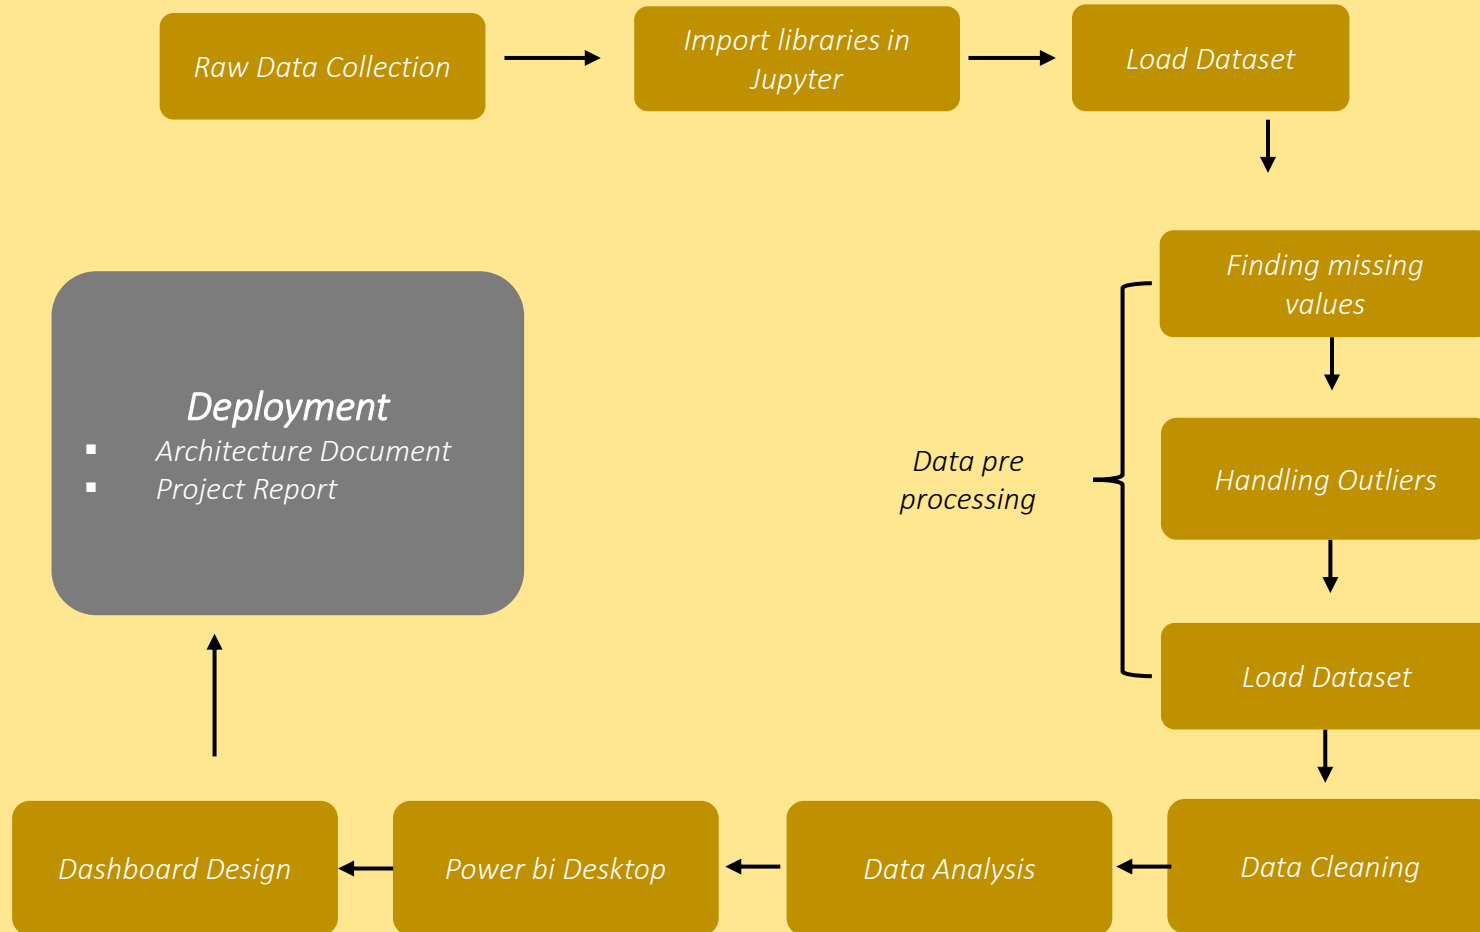 Raw Data Collection
Import libraries in
Jupyter
Load Dataset
Finding missing
values
Data pre
processing
Handling Outliers
Load Dataset
Data Cleaning
Data Analysis
Power bi Desktop
Dashboard Design
Deployment
▪ Architecture Document
▪ Project Report